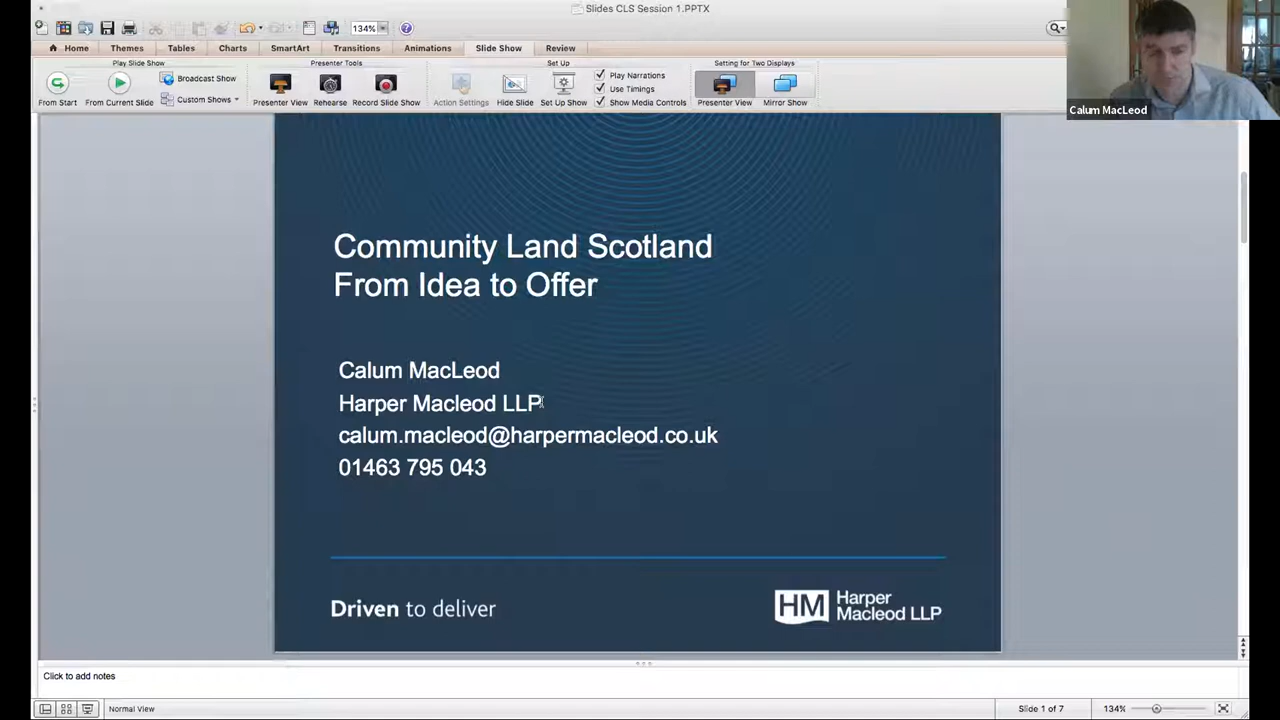 Slides CLS Session 1.PPTX
134%
Home Themes Tables Charts SmartArt Transitions Animations Slide Show Review
Play Slide Show Presenter Tools Set Up Setting for Two Displays
From Start
From Current Slide
Broadcast Show
Custom Shows
Presenter View
Rehearse
Record Slide Show
Action Settings
Hide Slide
Set Up Show
Play Narrations
Use Timings
Show Media Controls
Presenter View
Mirror Show
Calum MacLeod
Community Land Scotland
From Idea to Offer
Calum MacLeod
Harper Macleod LLP
calum.macleod@harpermacleod.co.uk
01463 795 043
Driven to deliver
HM
Harper
Macleod LLP
Click to add notes
Normal View
Slide 1 of 7
134%